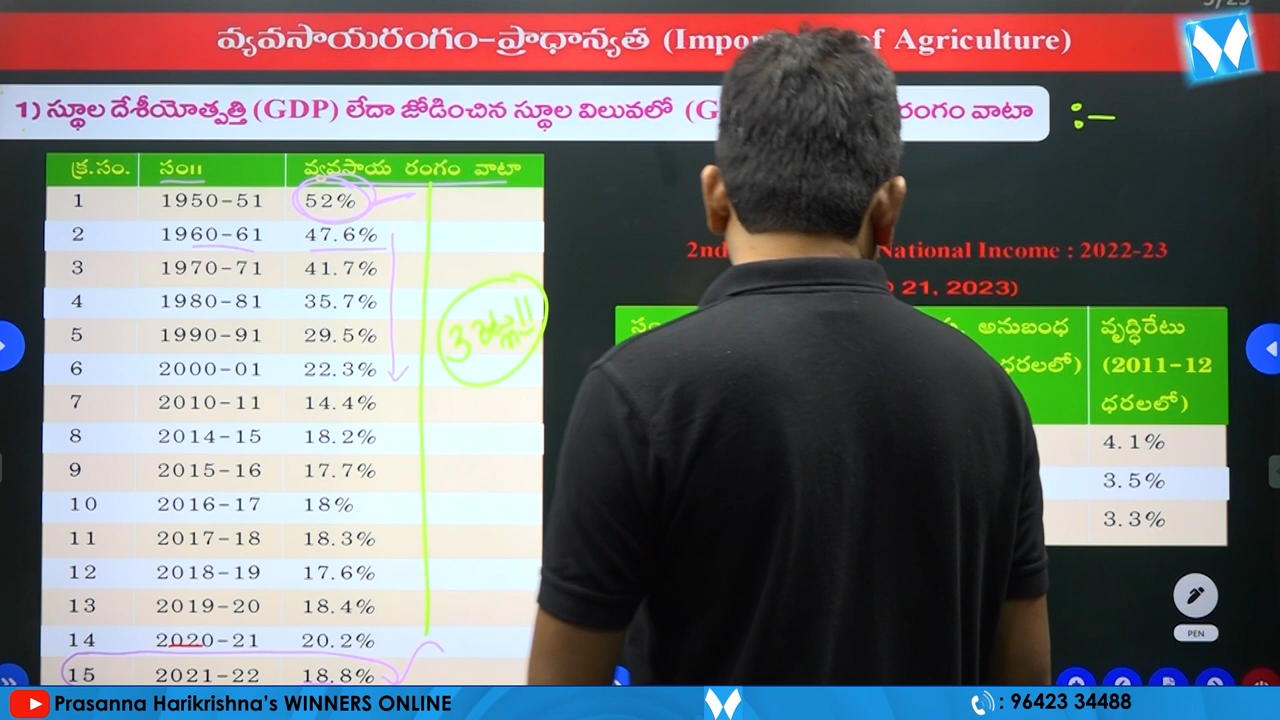 వ్యవసాయరంగం-ప్రాధాన్యత of Agriculture)
1) స్థూల దేశీయోత్పత్తి (GDP) లేదా జోడించిన స్థూల విలువలో రంగం వాటా :-
క్ర.సం. సం॥ వ్యవసాయ రంగం వాటా
1 1950-51 52%
2 1960-61 47.6%
3 1970-71 41.7%
4 1980-81 35.7%
5 1990-91 29.5%
6 2000-01 22.3%
7 2010-11 14.4%
8 2014-15 18.2%
9 2015-16 17.7%
10 2016-17 18%
11 2017-18 18.3%
12 2018-19 17.6%
13 2019-20 18.4%
14 2020-21 20.2%
15 2021-22 18.8%
National Income : 2022-23
21, 2023)
అనుబంధ వృద్ధిరేటు
ధరలలో) (2011-12
ధరలలో)
4.1%
3.5%
3.3%
PEN
Prasanna Harikrishna's WINNERS ONLINE : 96423 34488